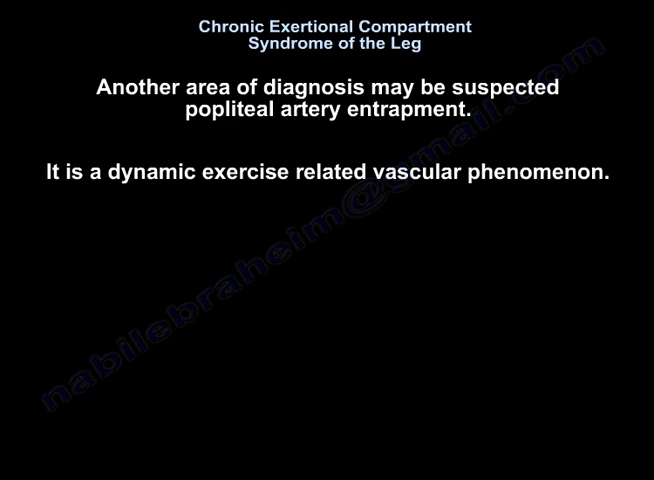 Chronic Exertional Compartment
Syndrome of the Leg
Another area of diagnosis may be suspected
popliteal artery entrapment.
It is a dynamic exercise related vascular phenomenon.
nabilebraheim@gmail.com